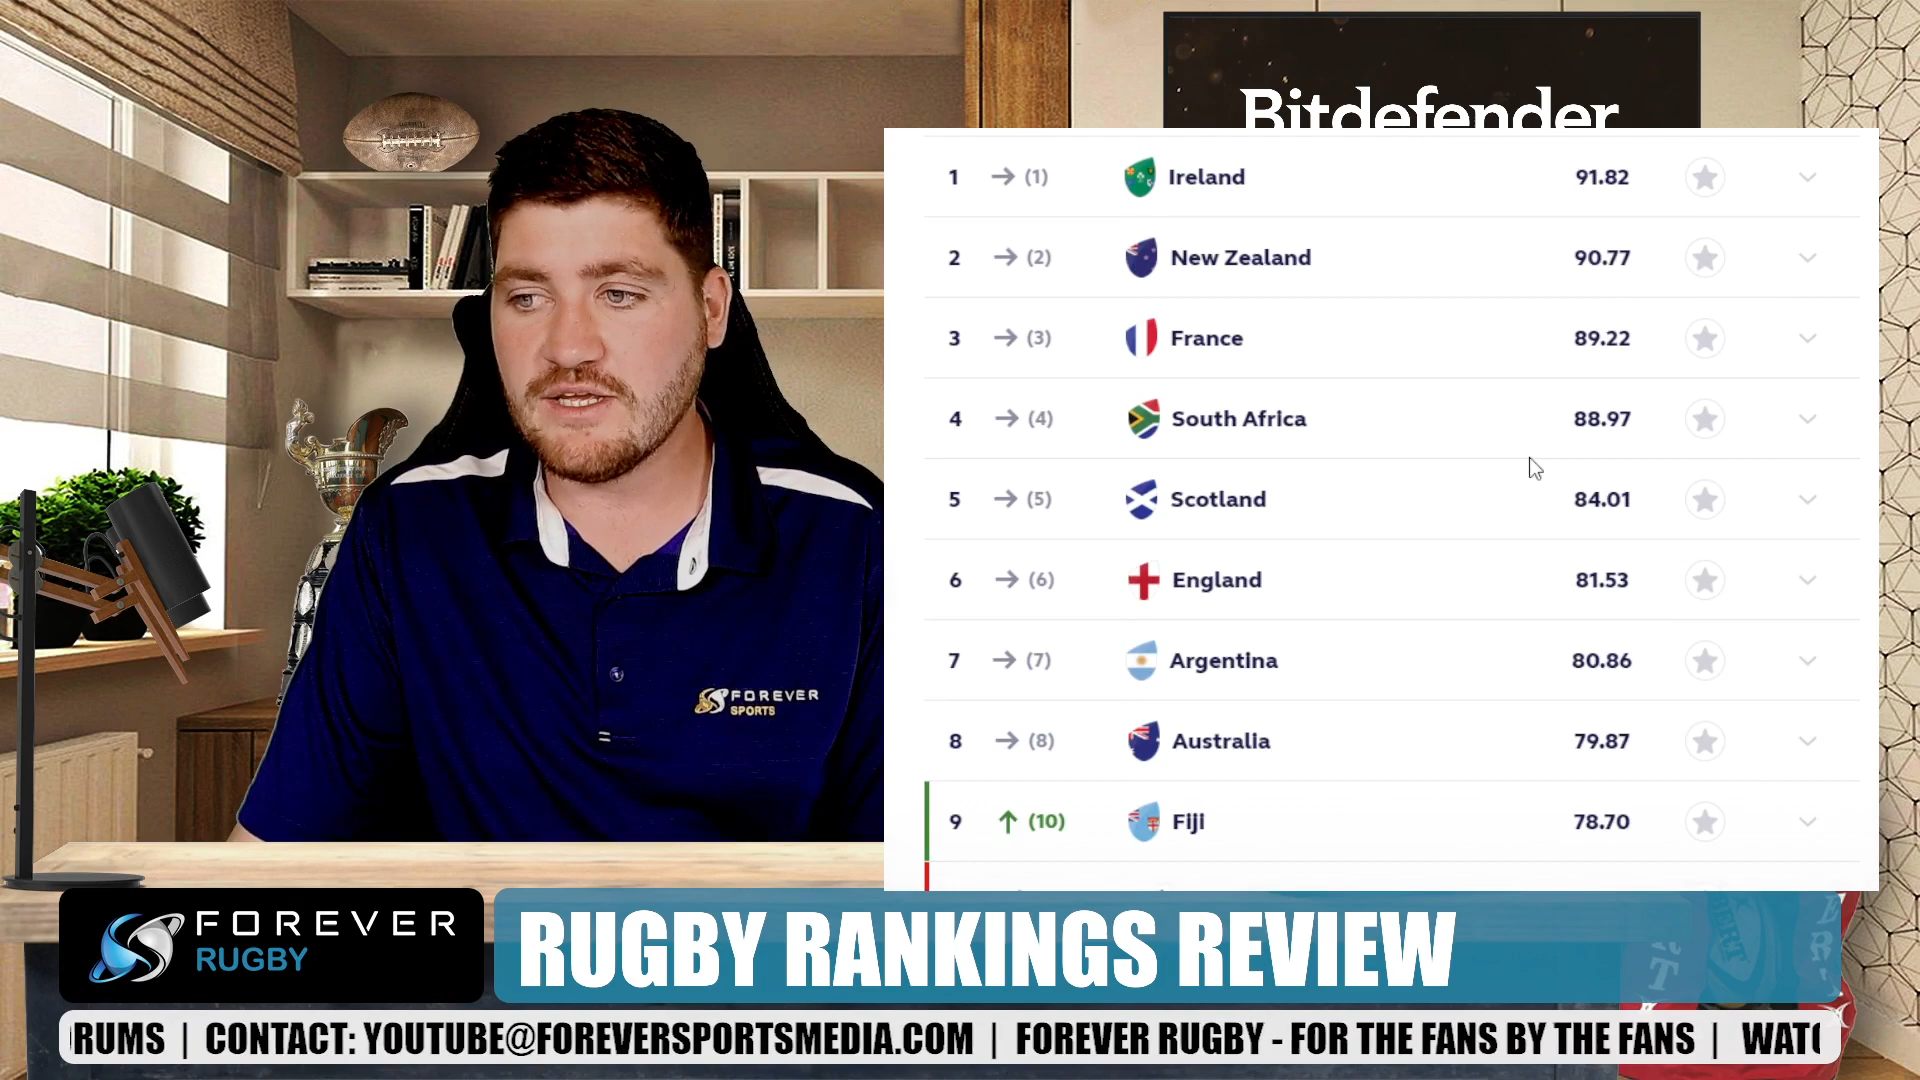 Bitdefender
1 → (1) Ireland 91.82
2 → (2) New Zealand 90.77
3 → (3) France 89.22
4 → (4) South Africa 88.97
5 → (5) Scotland 84.01
6 → (6) England 81.53
7 → (7) Argentina 80.86
8 → (8) Australia 79.87
9 ↑ (10) Fiji 78.70
FOREVER
SPORTS
FOREVER
RUGBY
RUGBY RANKINGS REVIEW
RUMS | CONTACT: YOUTUBE@FOREVERSPORTSMEDIA.COM | FOREVER RUGBY - FOR THE FANS BY THE FANS |